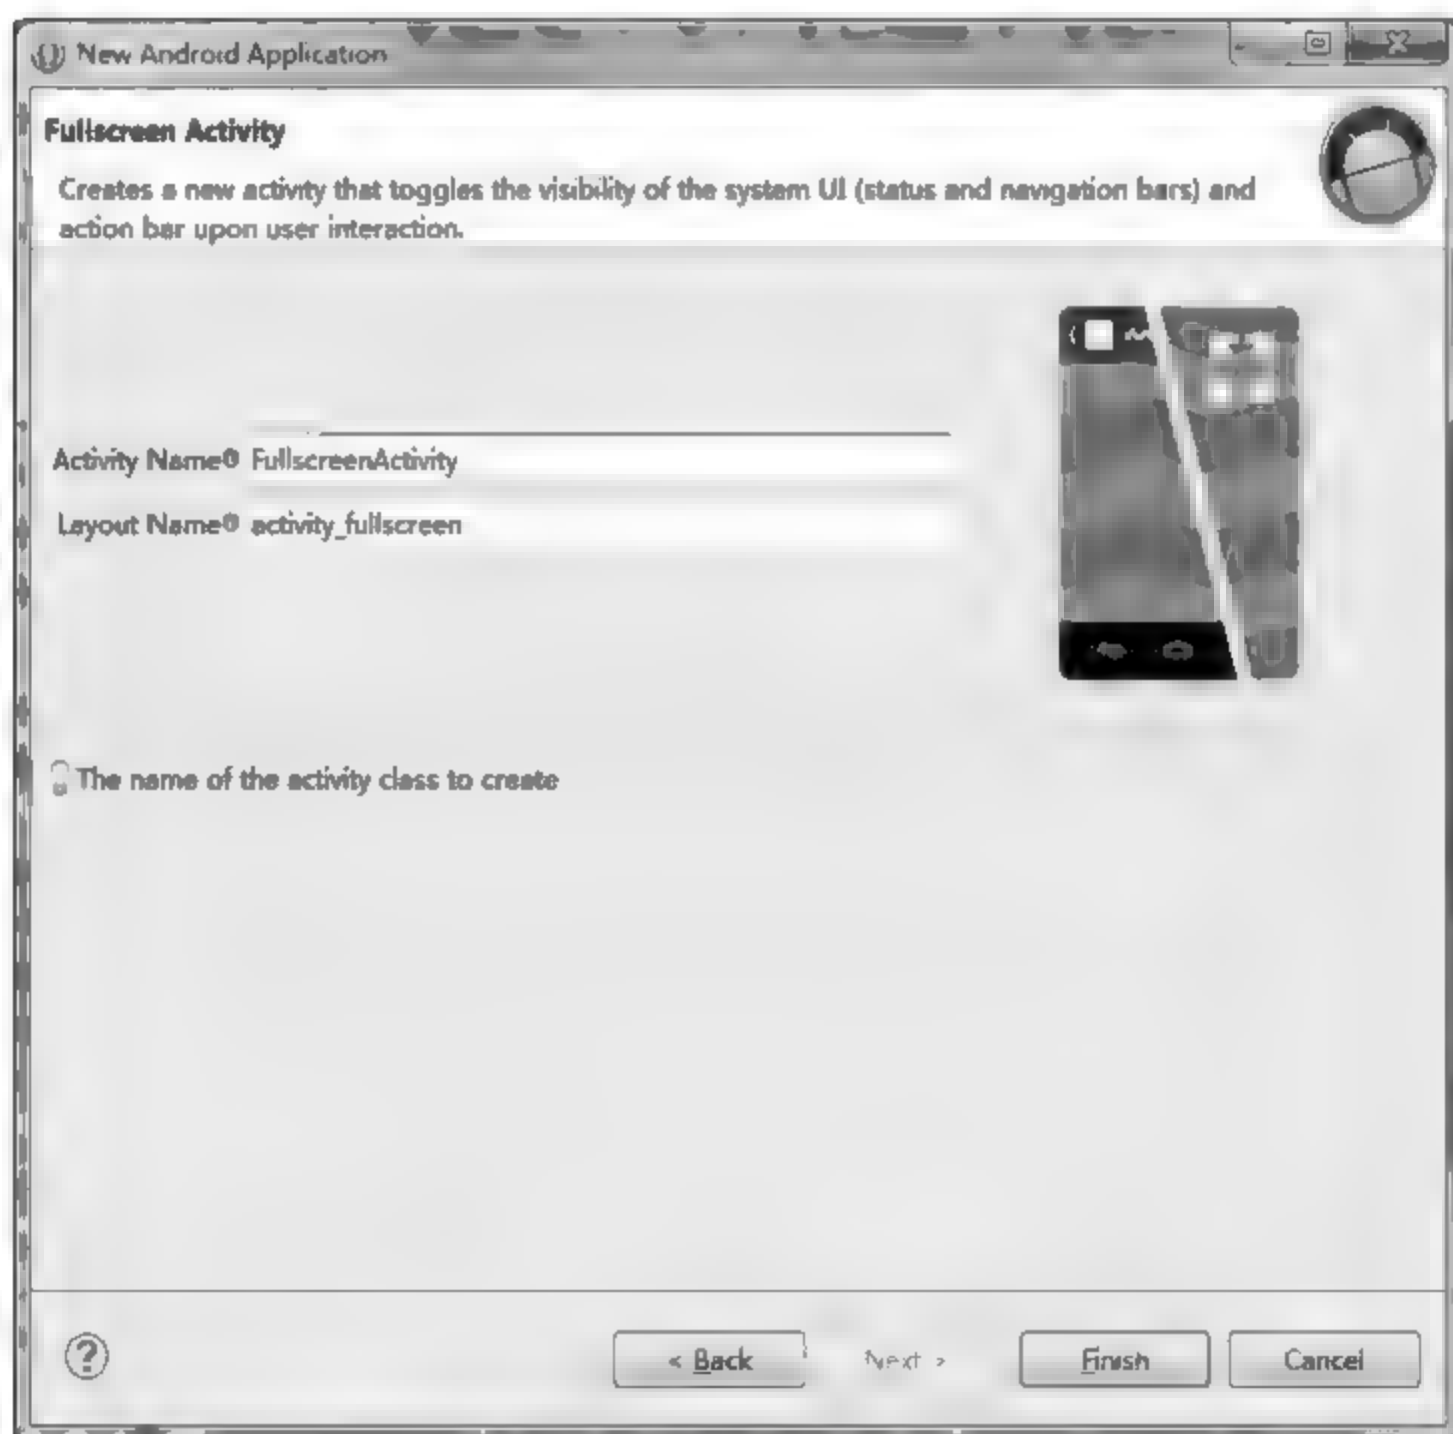 New Android Application
Fullscreen Activity
Creates a new activity that toggles the visibility of the system UI (status and navigation bars) and
action bar upon user interaction.
Activity Name FullscreenActivity
Layout Name activity_fullscreen
The name of the activity class to create
?
< Back Next > Finish Cancel